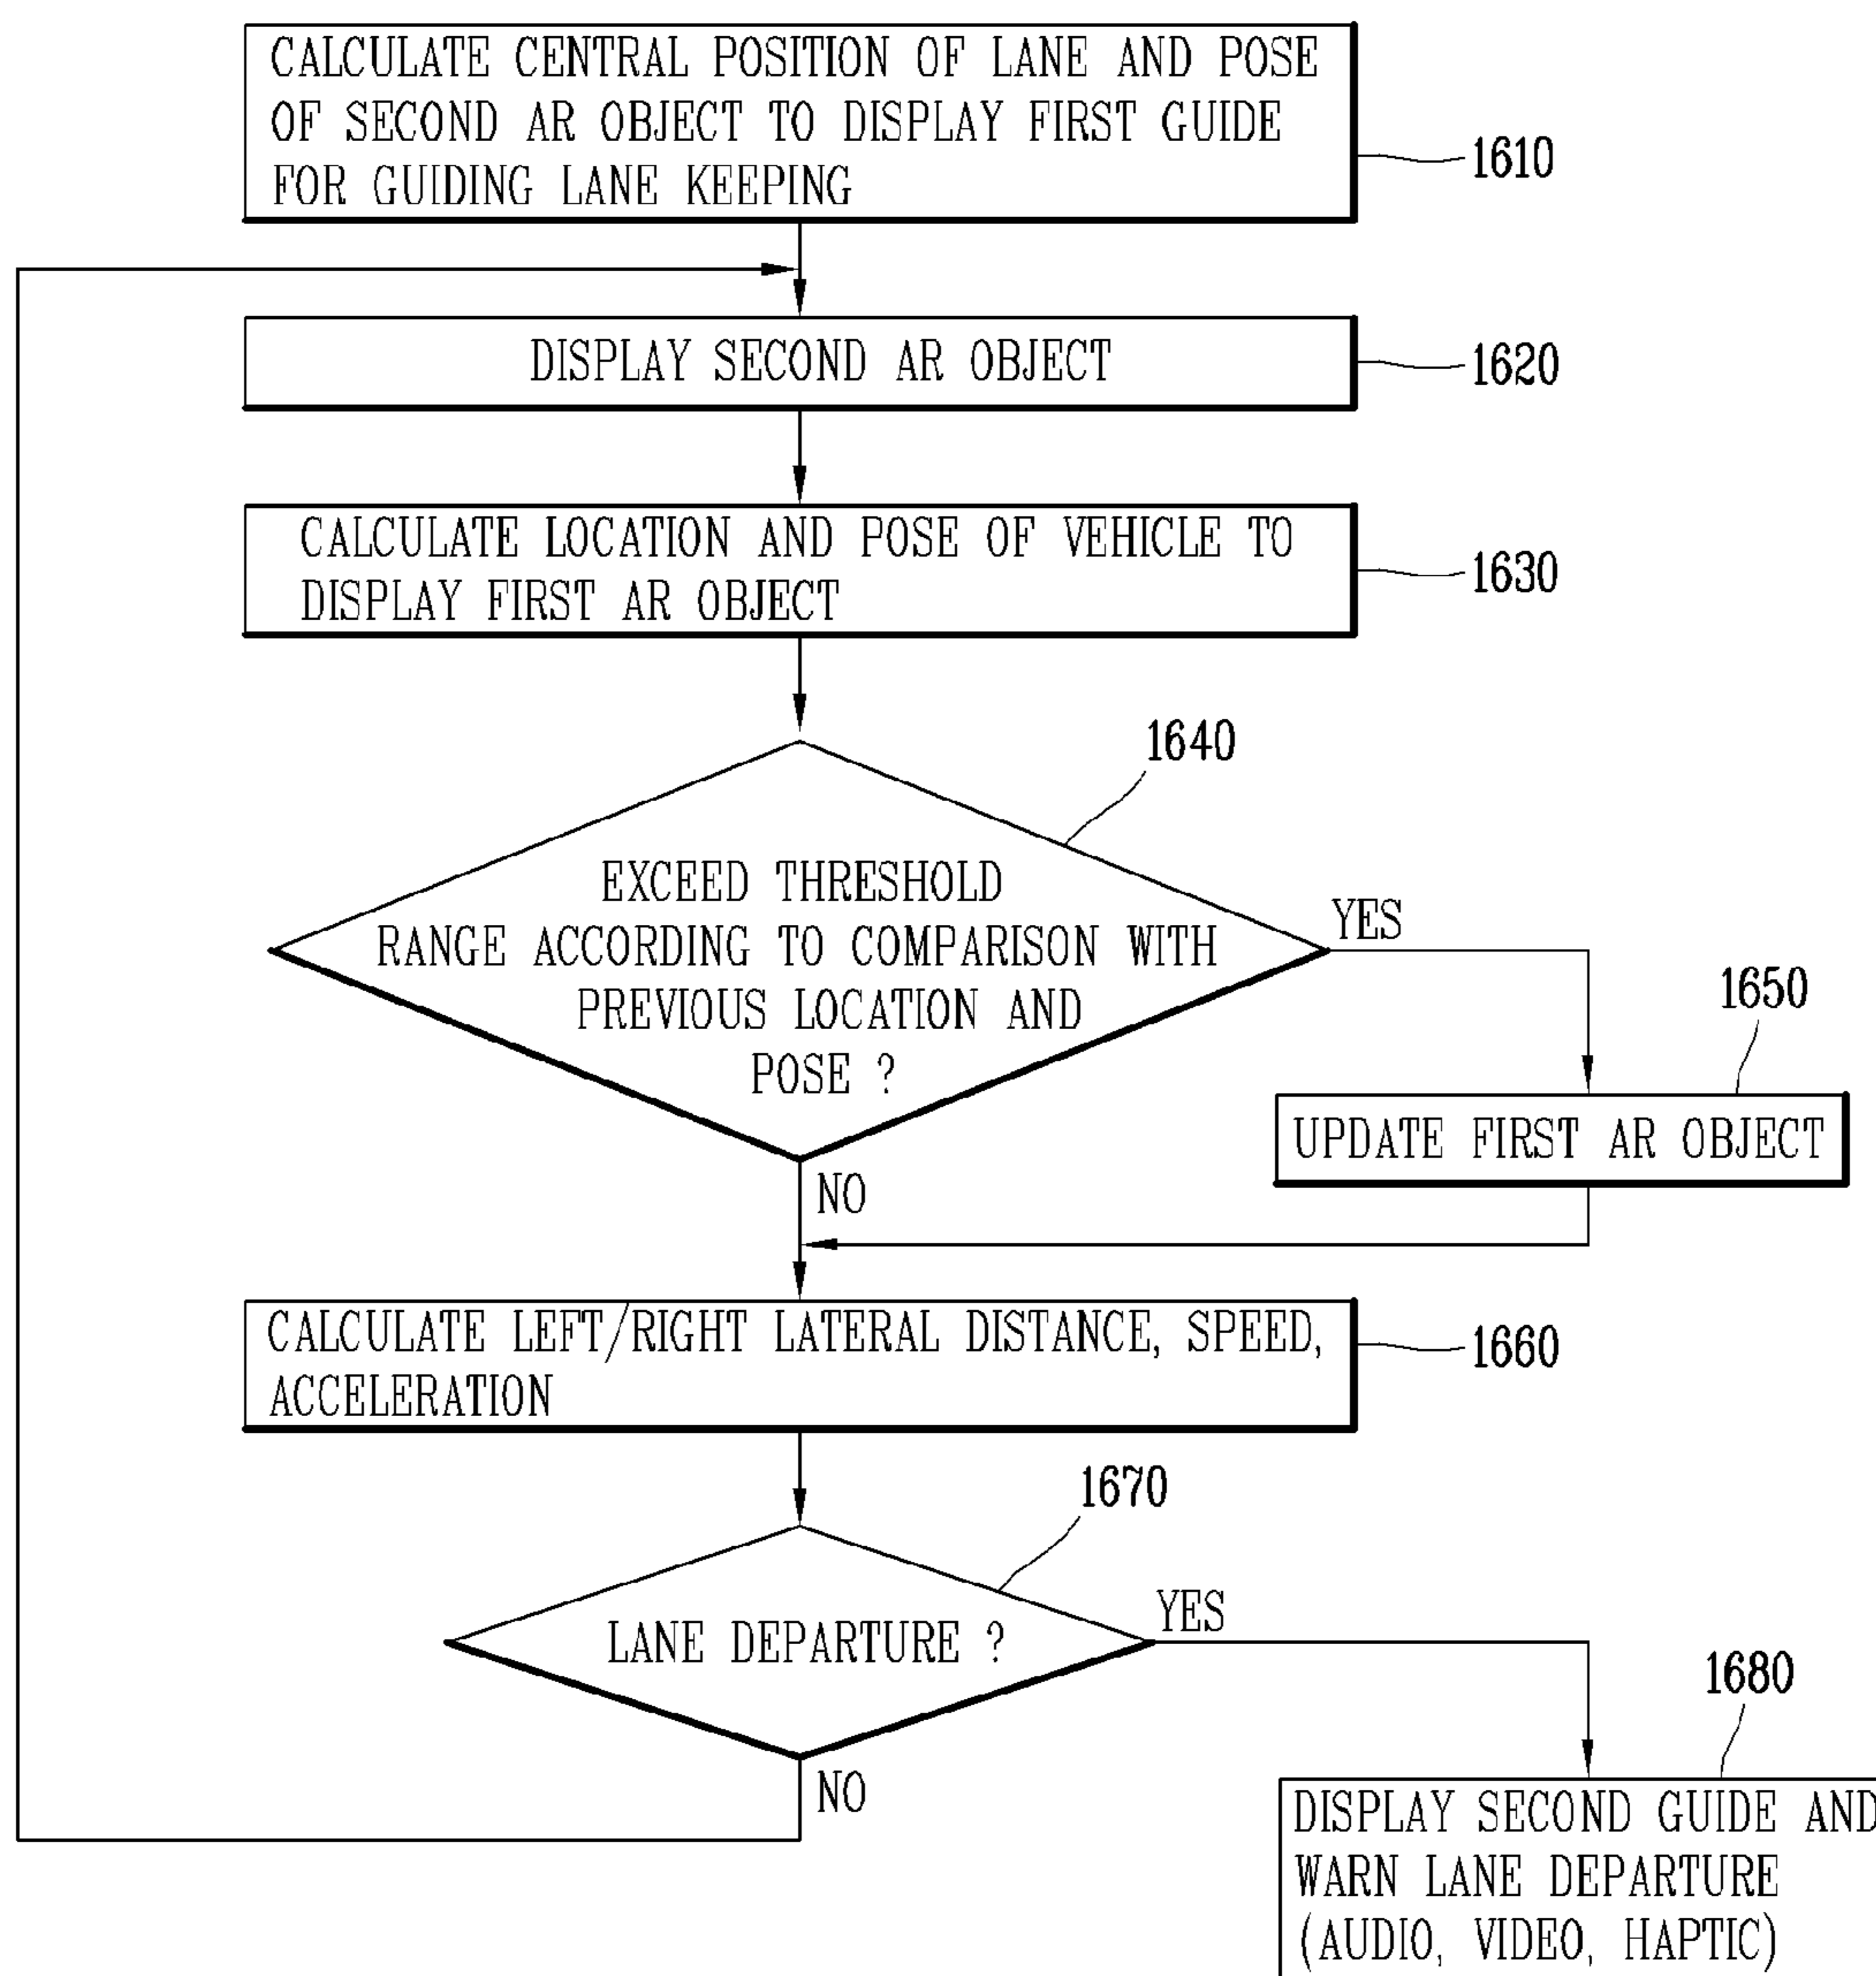 CALCULATE CENTRAL POSITION OF LANE AND POSE
OF SECOND AR OBJECT TO DISPLAY FIRST GUIDE
FOR GUIDING LANE KEEPING
1610
DISPLAY SECOND AR OBJECT
1620
CALCULATE LOCATION AND POSE OF VEHICLE TO
DISPLAY FIRST AR OBJECT
1630
1640
EXCEED THRESHOLD
RANGE ACCORDING TO COMPARISON WITH
PREVIOUS LOCATION AND
POSE ?
YES
1650
UPDATE FIRST AR OBJECT
NO
CALCULATE LEFT/RIGHT LATERAL DISTANCE, SPEED,
ACCELERATION
1660
1670
LANE DEPARTURE ?
YES
1680
NO
DISPLAY SECOND GUIDE AND
WARN LANE DEPARTURE
(AUDIO, VIDEO, HAPTIC)